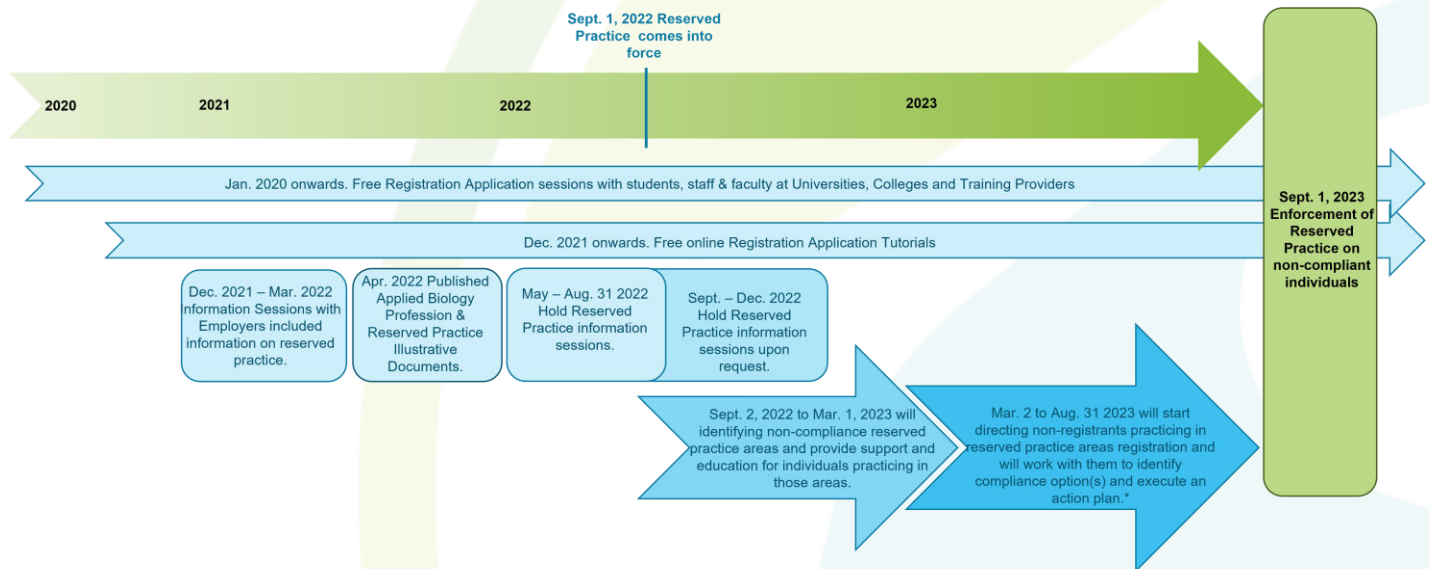 Sept. 1, 2022 Reserved
Practice comes into
force
2020
2021
2022
2023
Jan. 2020 onwards. Free Registration Application sessions with students, staff & faculty at Universities, Colleges and Training Providers
Dec. 2021 onwards. Free online Registration Application Tutorials
Sept. 1, 2023
Enforcement of
Reserved
Practice on
non-compliant
individuals
Dec. 2021 – Mar. 2022
Information Sessions with
Employers included
information on reserved
practice.
Apr. 2022 Published
Applied Biology
Profession &
Reserved Practice
Illustrative
Documents.
May – Aug. 31 2022
Hold Reserved
Practice information
sessions.
Sept. – Dec. 2022
Hold Reserved
Practice information
sessions upon
request.
Sept. 2, 2022 to Mar. 1, 2023 will
identifying non-compliance reserved
practice areas and provide support and
education for individuals practicing in
those areas.
Mar. 2 to Aug. 31 2023 will start
directing non-registrants practicing in
reserved practice areas registration and
will work with them to identify
compliance option(s) and execute an
action plan.*